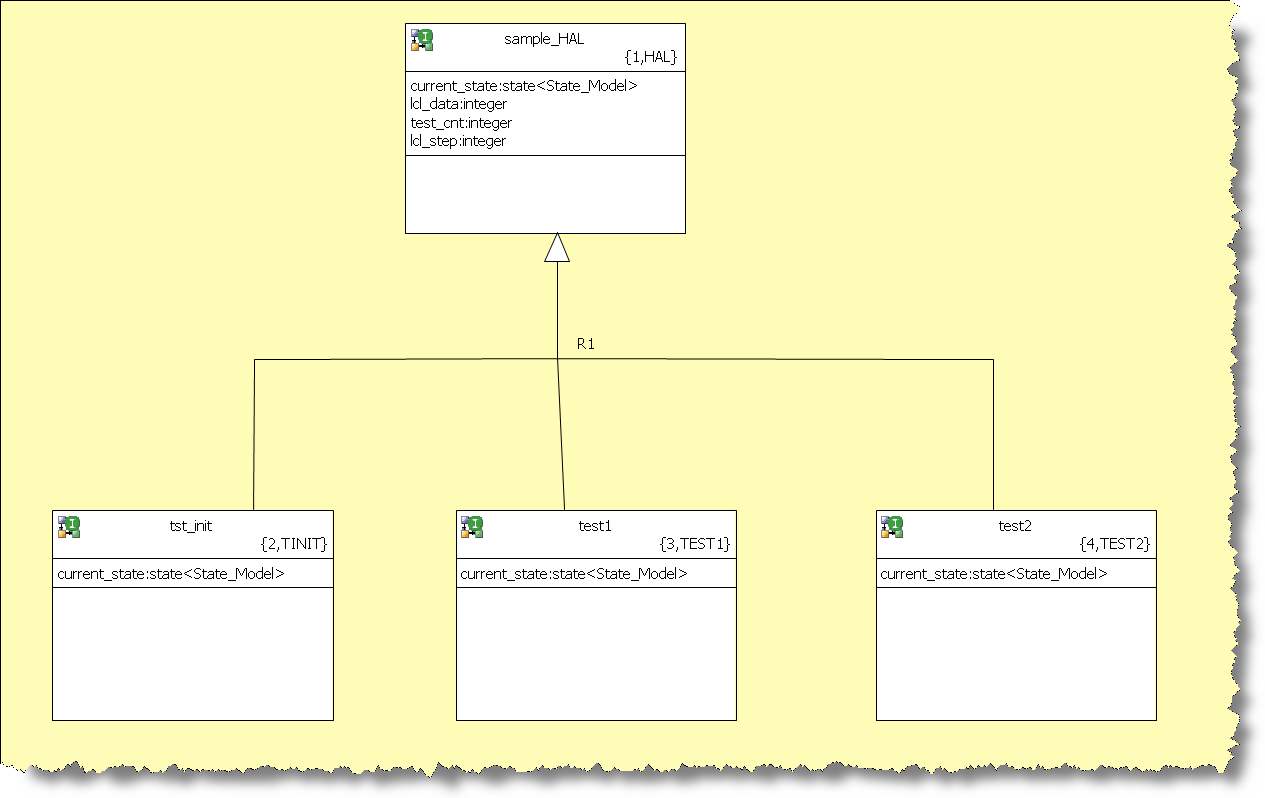 sample_HAL
{1,HAL}
current_state:state<State_Model>
lcl_data:integer
test_cnt:integer
lcl_step:integer
R1
tst_init
{2,TINIT}
current_state:state<State_Model>
test1
{3,TEST1}
current_state:state<State_Model>
test2
{4,TEST2}
current_state:state<State_Model>